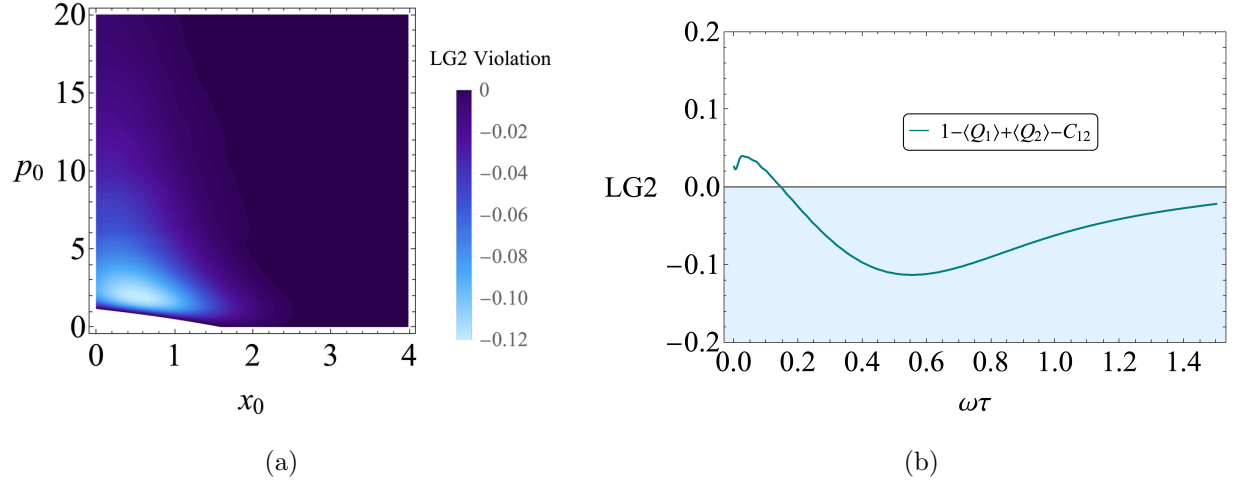 20
15
10
5
0
p₀
0 1 2 3 4
x₀
LG2 Violation
0
−0.02
−0.04
−0.06
−0.08
−0.10
−0.12
(a)
0.2
0.1
0.0
−0.1
−0.2
LG2
1−⟨Q₁⟩+⟨Q₂⟩−C₁₂
0.0 0.2 0.4 0.6 0.8 1.0 1.2 1.4
ωτ
(b)